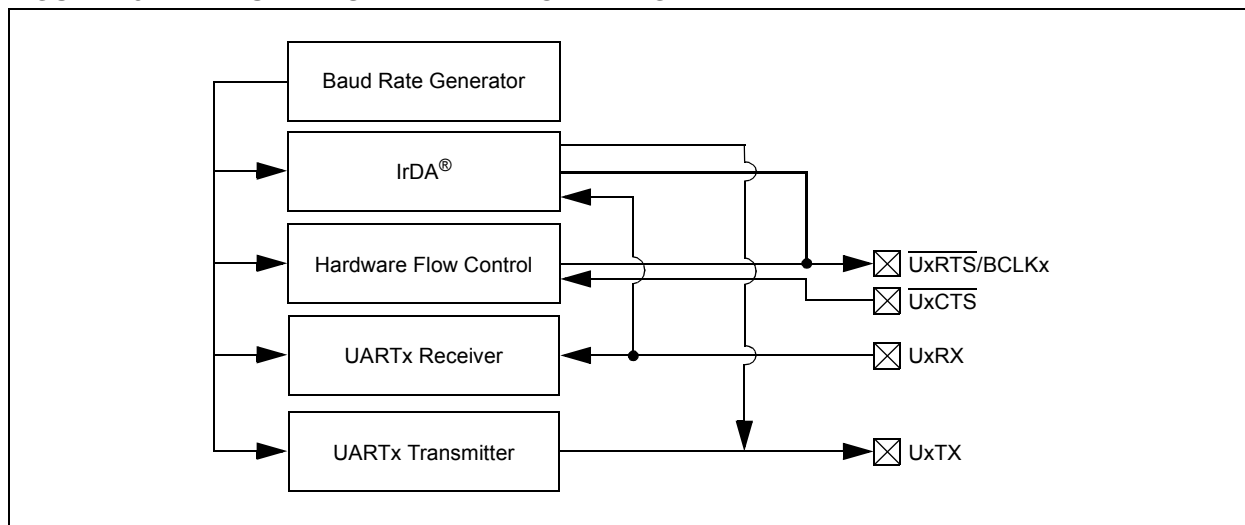 Baud Rate Generator
IrDA®
Hardware Flow Control
UARTx Receiver
UARTx Transmitter
UxRTS/BCLKx
UxCTS
UxRX
UxTX